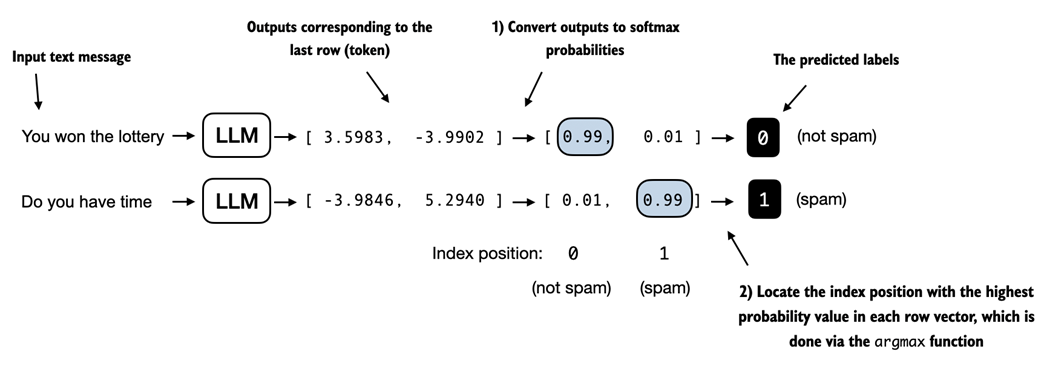 Outputs corresponding to the
last row (token)
1) Convert outputs to softmax
probabilities
Input text message
The predicted labels
You won the lottery LLM [ 3.5983, -3.9902 ] [ 0.99, 0.01 ] 0 (not spam)
Do you have time LLM [ -3.9846, 5.2940 ] [ 0.01, 0.99 ] 1 (spam)
Index position: 0 1
(not spam) (spam)
2) Locate the index position with the highest
probability value in each row vector, which is
done via the argmax function